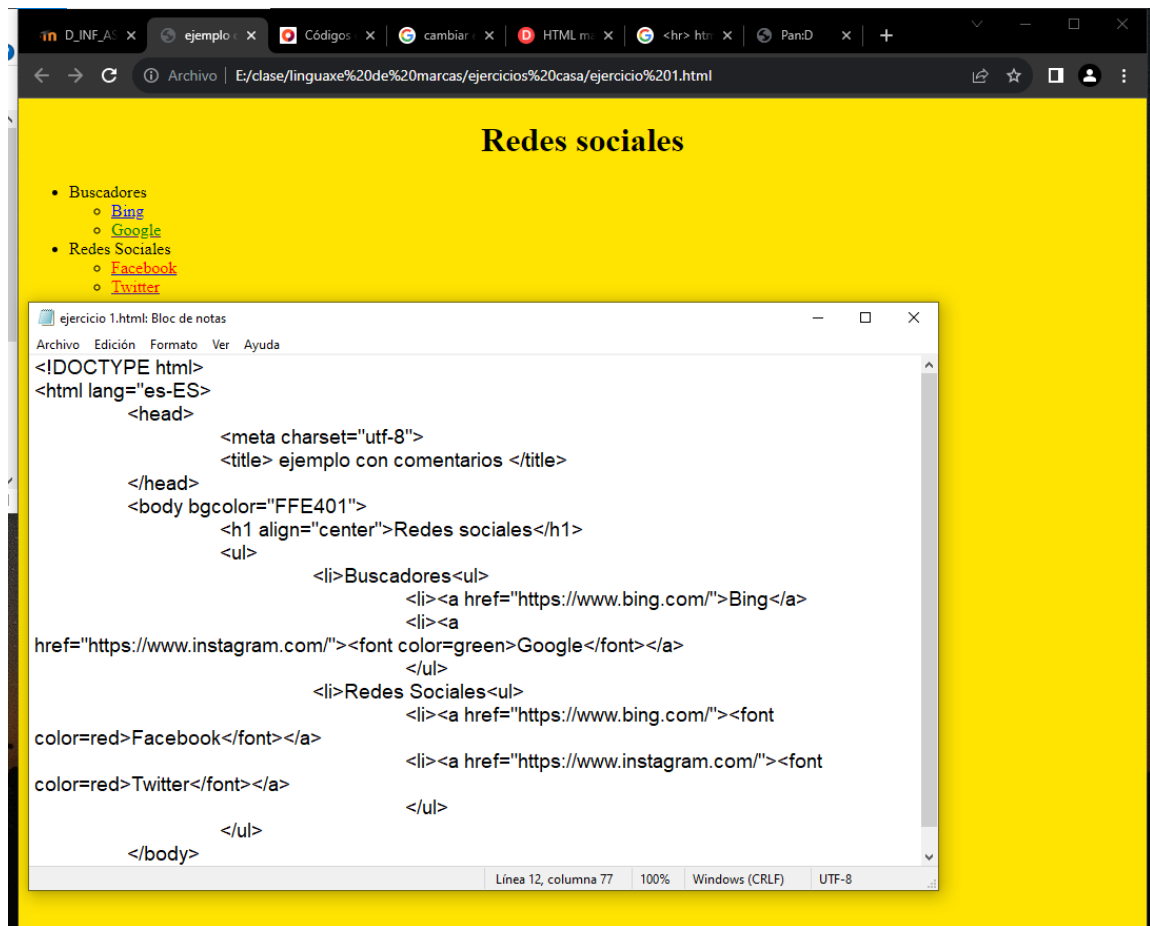 D_INF_AS
ejemplo c
Códigos
cambiar
HTML m
<hr> htm
Pan:D
Archivo | E:/clase/linguaxe%20de%20marcas/ejercicios%20casa/ejercicio%201.html
Redes sociales
Buscadores
Bing
Google
Redes Sociales
Facebook
Twitter
ejercicio 1.html: Bloc de notas
Archivo Edición Formato Ver Ayuda
<!DOCTYPE html>
<html lang="es-ES>
<head>
<meta charset="utf-8">
<title> ejemplo con comentarios </title>
</head>
<body bgcolor="FFE401">
<h1 align="center">Redes sociales</h1>
<ul>
<li>Buscadores<ul>
<li><a href="https://www.bing.com/">Bing</a>
<li><a
href="https://www.instagram.com/"><font color=green>Google</font></a>
</ul>
<li>Redes Sociales<ul>
<li><a href="https://www.bing.com/"><font
color=red>Facebook</font></a>
<li><a href="https://www.instagram.com/"><font
color=red>Twitter</font></a>
</ul>
</ul>
</body>
Línea 12, columna 77 100% Windows (CRLF) UTF-8